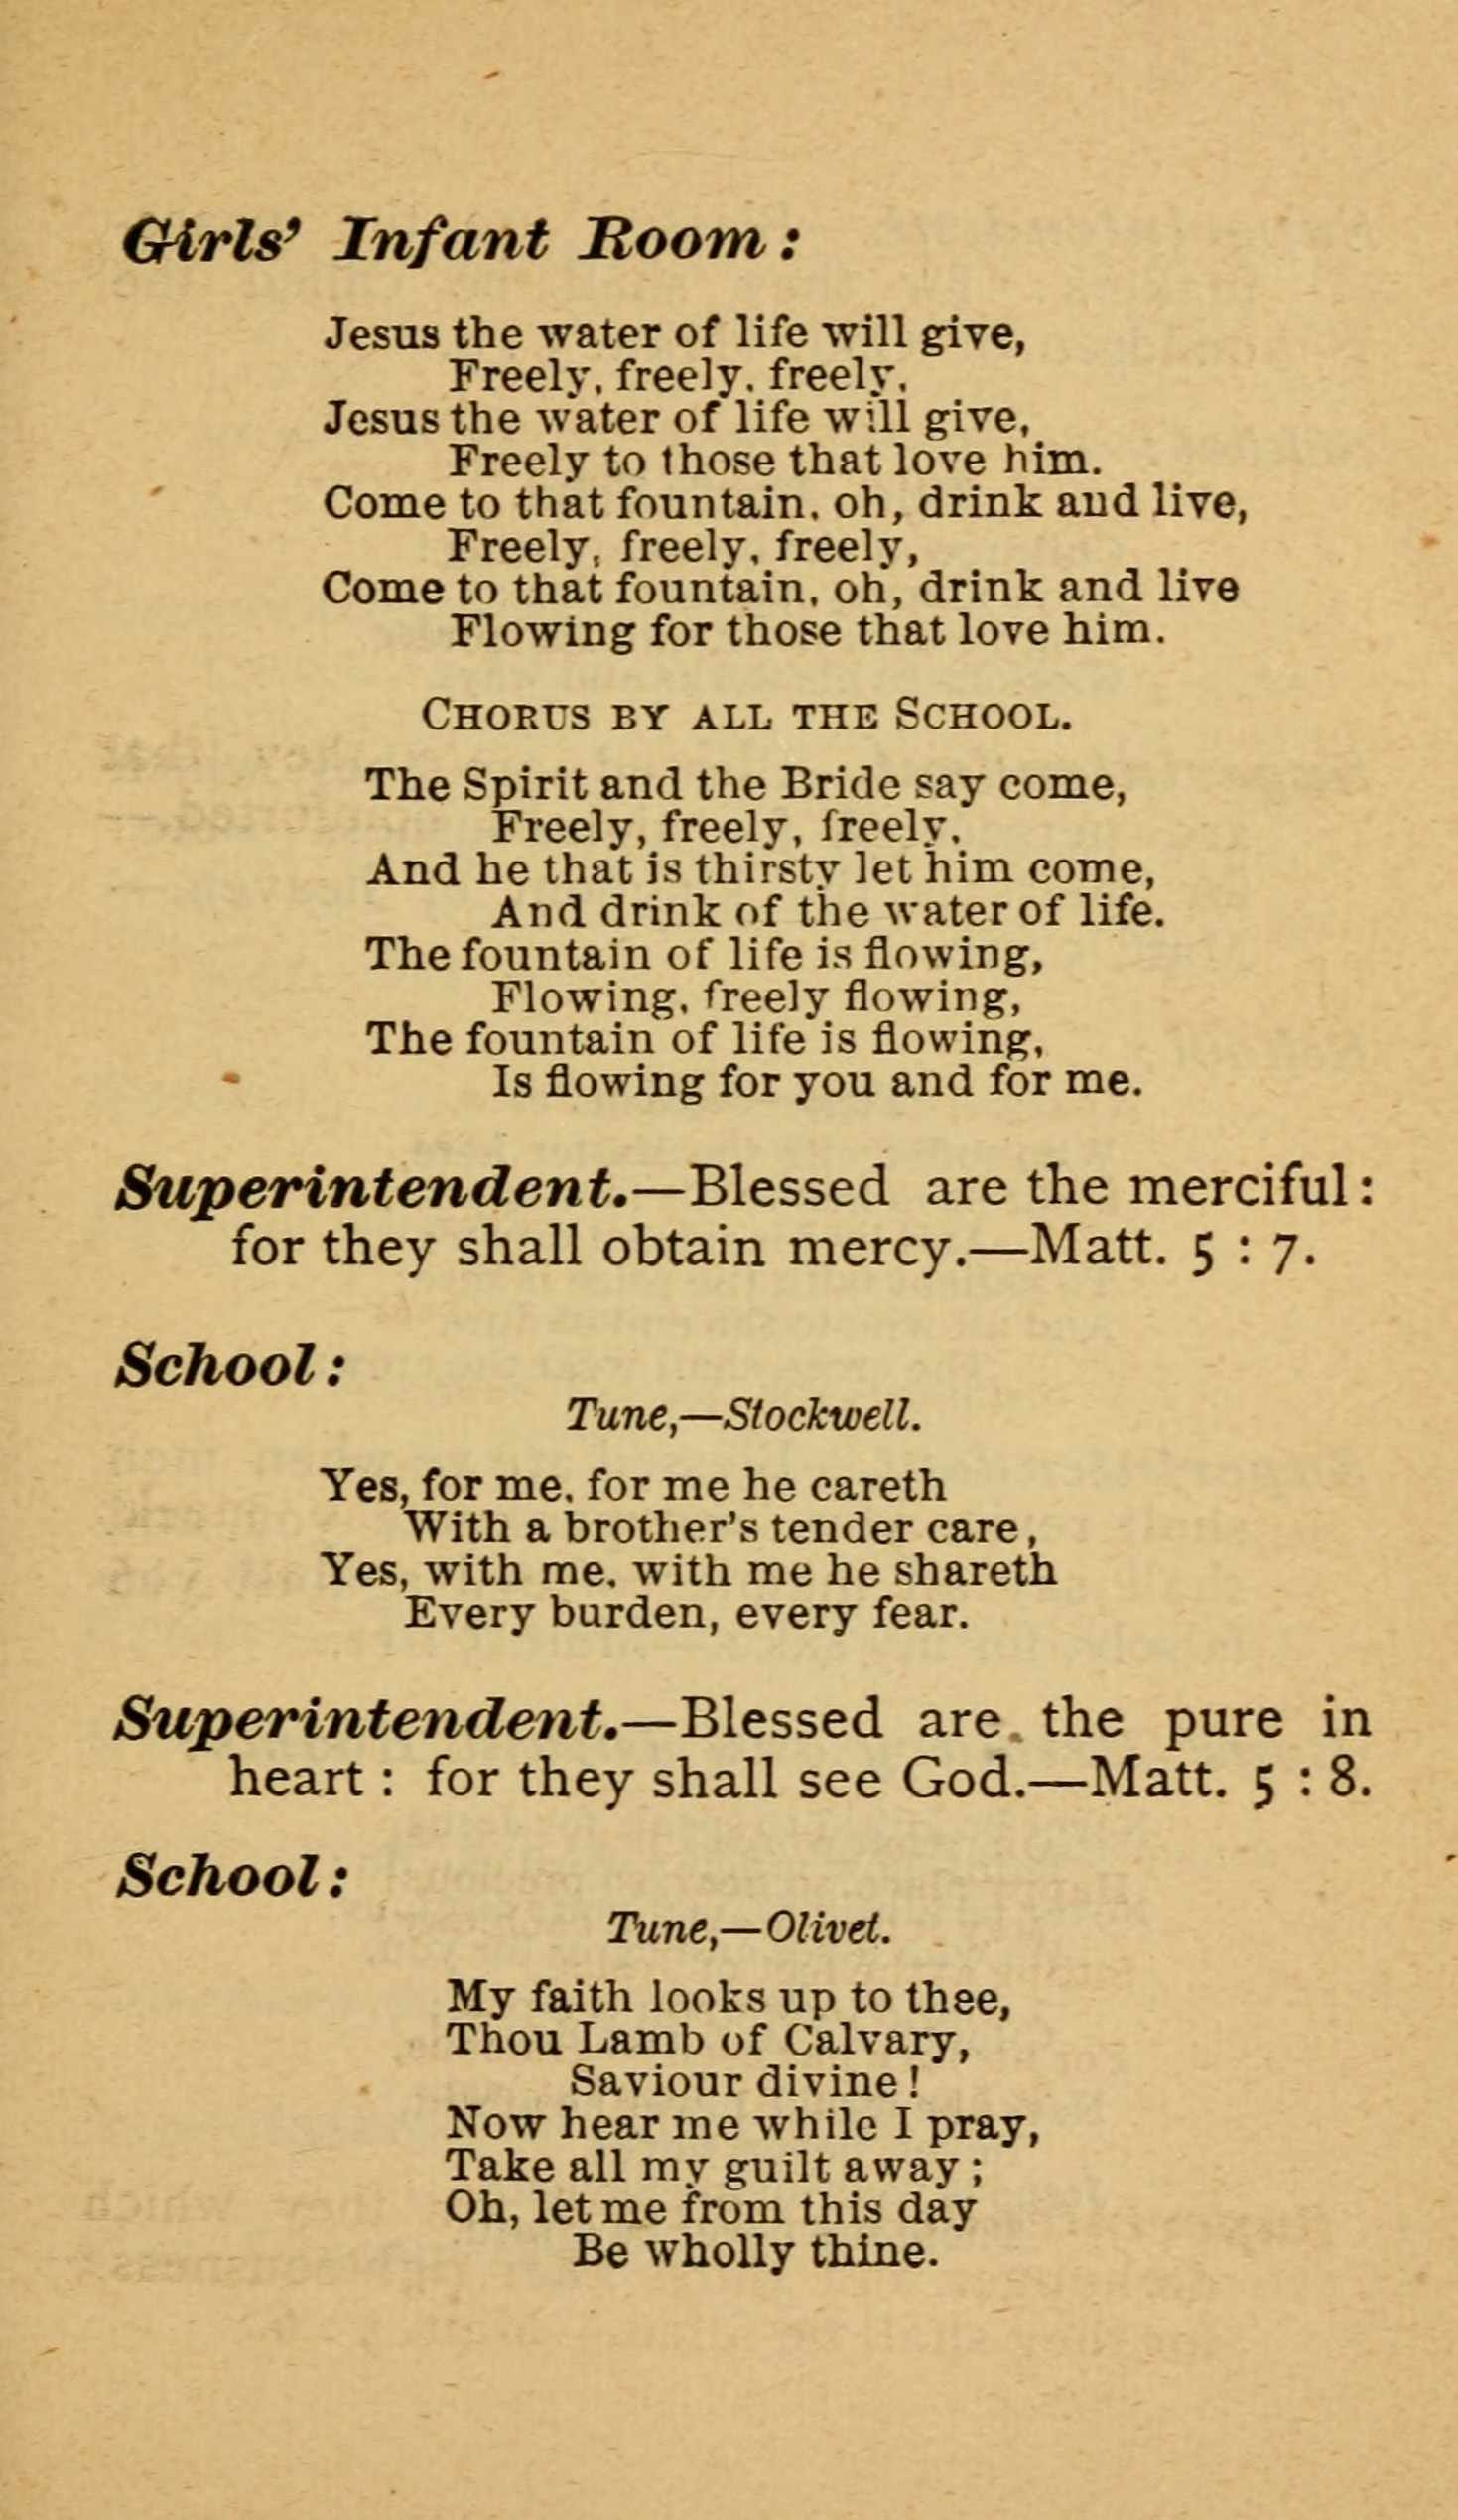 Girls' Infant Room:
Jesus the water of life will give,
Freely, freely, freely,
Jesus the water of life will give,
Freely to those that love him.
Come to that fountain, oh, drink and live,
Freely, freely, freely,
Come to that fountain, oh, drink and live
Flowing for those that love him.
CHORUS BY ALL THE SCHOOL.
The Spirit and the Bride say come,
Freely, freely, freely,
And he that is thirsty let him come,
And drink of the water of life.
The fountain of life is flowing,
Flowing, freely flowing,
The fountain of life is flowing,
Is flowing for you and for me.
Superintendent.—Blessed are the merciful:
for they shall obtain mercy.—Matt. 5 : 7.
School:
Tune,—Stockwell.
Yes, for me, for me he careth
With a brother's tender care,
Yes, with me, with me he shareth
Every burden, every fear.
Superintendent.—Blessed are the pure in
heart : for they shall see God.—Matt. 5 : 8.
School:
Tune,—Olivet.
My faith looks up to thee,
Thou Lamb of Calvary,
Saviour divine!
Now hear me while I pray,
Take all my guilt away;
Oh, let me from this day
Be wholly thine.